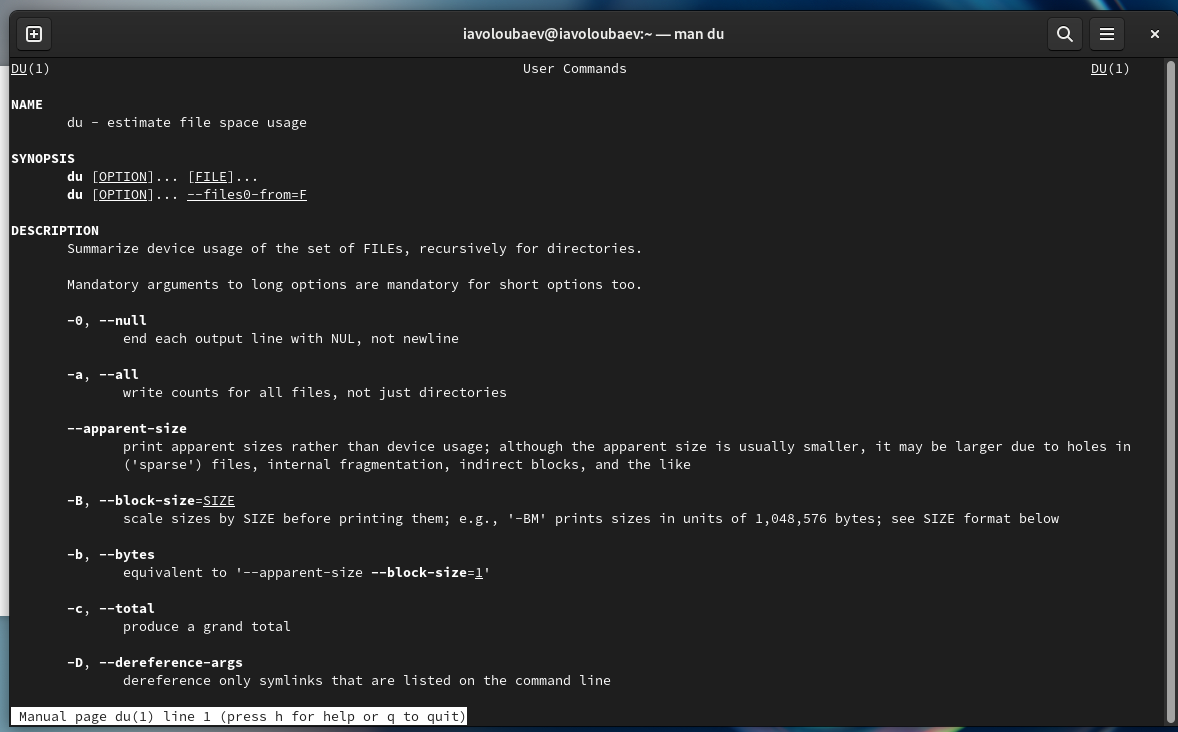 iavoloubaev@iavoloubaev:~ — man du
DU(1) User Commands DU(1)
NAME
du - estimate file space usage
SYNOPSIS
du [OPTION]... [FILE]...
du [OPTION]... --files0-from=F
DESCRIPTION
Summarize device usage of the set of FILEs, recursively for directories.
Mandatory arguments to long options are mandatory for short options too.
-0, --null
end each output line with NUL, not newline
-a, --all
write counts for all files, not just directories
--apparent-size
print apparent sizes rather than device usage; although the apparent size is usually smaller, it may be larger due to holes in
('sparse') files, internal fragmentation, indirect blocks, and the like
-B, --block-size=SIZE
scale sizes by SIZE before printing them; e.g., '-BM' prints sizes in units of 1,048,576 bytes; see SIZE format below
-b, --bytes
equivalent to '--apparent-size --block-size=1'
-c, --total
produce a grand total
-D, --dereference-args
dereference only symlinks that are listed on the command line
Manual page du(1) line 1 (press h for help or q to quit)